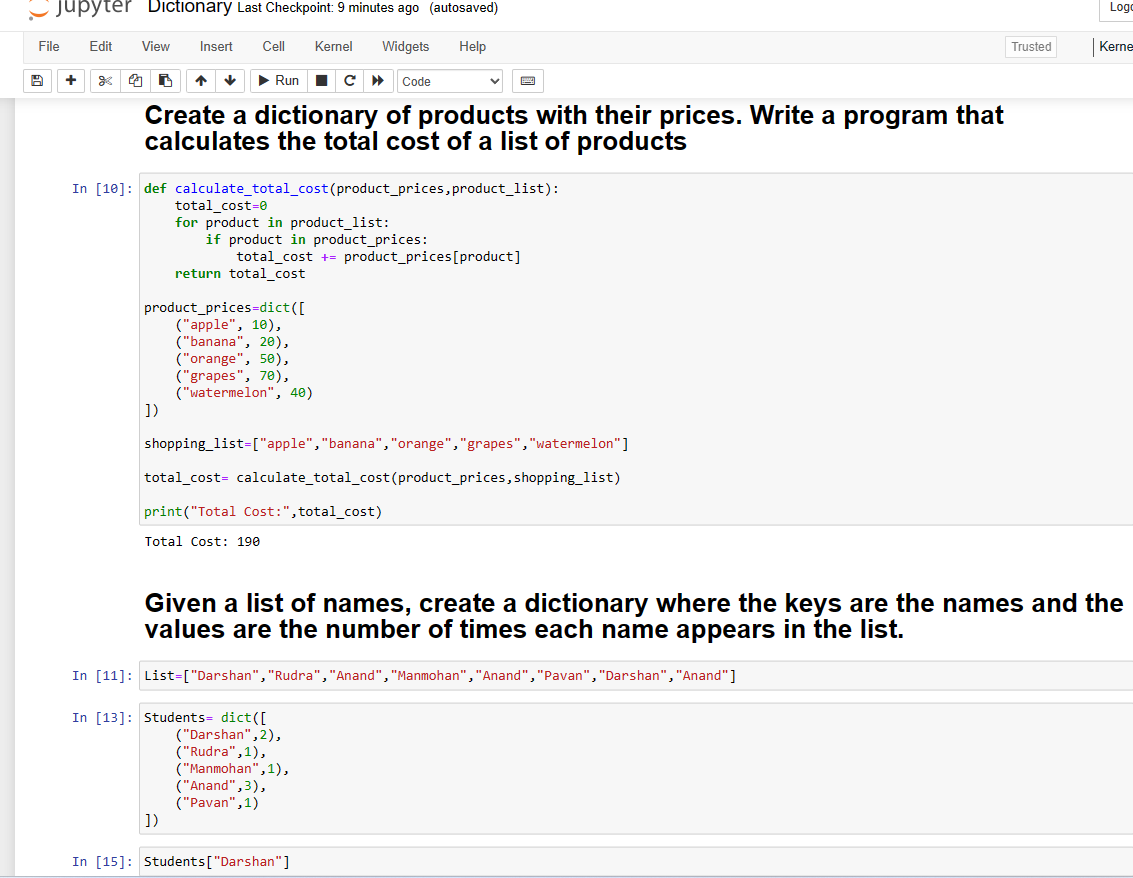 jupyter Dictionary Last Checkpoint: 9 minutes ago (autosaved)
File Edit View Insert Cell Kernel Widgets Help Trusted
Run Code
Create a dictionary of products with their prices. Write a program that
calculates the total cost of a list of products
In [10]: def calculate_total_cost(product_prices,product_list):
    total_cost=0
    for product in product_list:
        if product in product_prices:
            total_cost += product_prices[product]
    return total_cost
product_prices=dict([
    ("apple", 10),
    ("banana", 20),
    ("orange", 50),
    ("grapes", 70),
    ("watermelon", 40)
])
shopping_list=["apple","banana","orange","grapes","watermelon"]
total_cost= calculate_total_cost(product_prices,shopping_list)
print("Total Cost:",total_cost)
Total Cost: 190
Given a list of names, create a dictionary where the keys are the names and the
values are the number of times each name appears in the list.
In [11]: List=["Darshan","Rudra","Anand","Manmohan","Anand","Pavan","Darshan","Anand"]
In [13]: Students= dict([
    ("Darshan",2),
    ("Rudra",1),
    ("Manmohan",1),
    ("Anand",3),
    ("Pavan",1)
])
In [15]: Students["Darshan"]